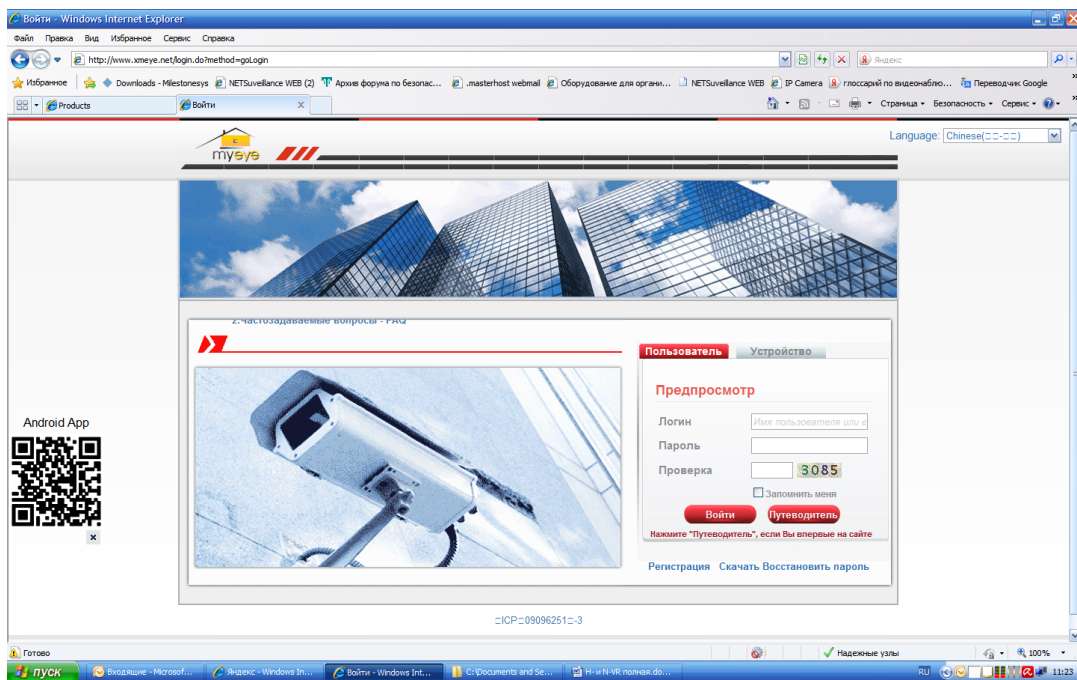 Войти - Windows Internet Explorer
Файл Правка Вид Избранное Сервис Справка
http://www.xmeye.net/login.do?method=goLogin
Яндекс
Избранное Downloads - Milestonesys NETSurveillance WEB (2) Архив форума по безопас... .masterhost webmail Оборудование для органи... NETSurveillance WEB IP Camera глоссарий по видеонаблю... Переводчик Google
Products Войти Страница Безопасность Сервис
Language: Chinese(□□-□□)
myeye
2.Частозадаваемые вопросы - FAQ
Пользователь Устройство
Предпросмотр
Логин Имя пользователя или e
Пароль
Проверка 3085
Запомнить меня
Войти Путеводитель
Нажмите "Путеводитель", если Вы впервые на сайте
Регистрация Скачать Восстановить пароль
Android App
□ICP□09096251□-3
Готово Надежные узлы 100%
пуск Входящие - Microsof... Яндекс - Windows In... Войти - Windows Int... C:\Documents and Se... H- и N-VR полная.do... RU 11:23